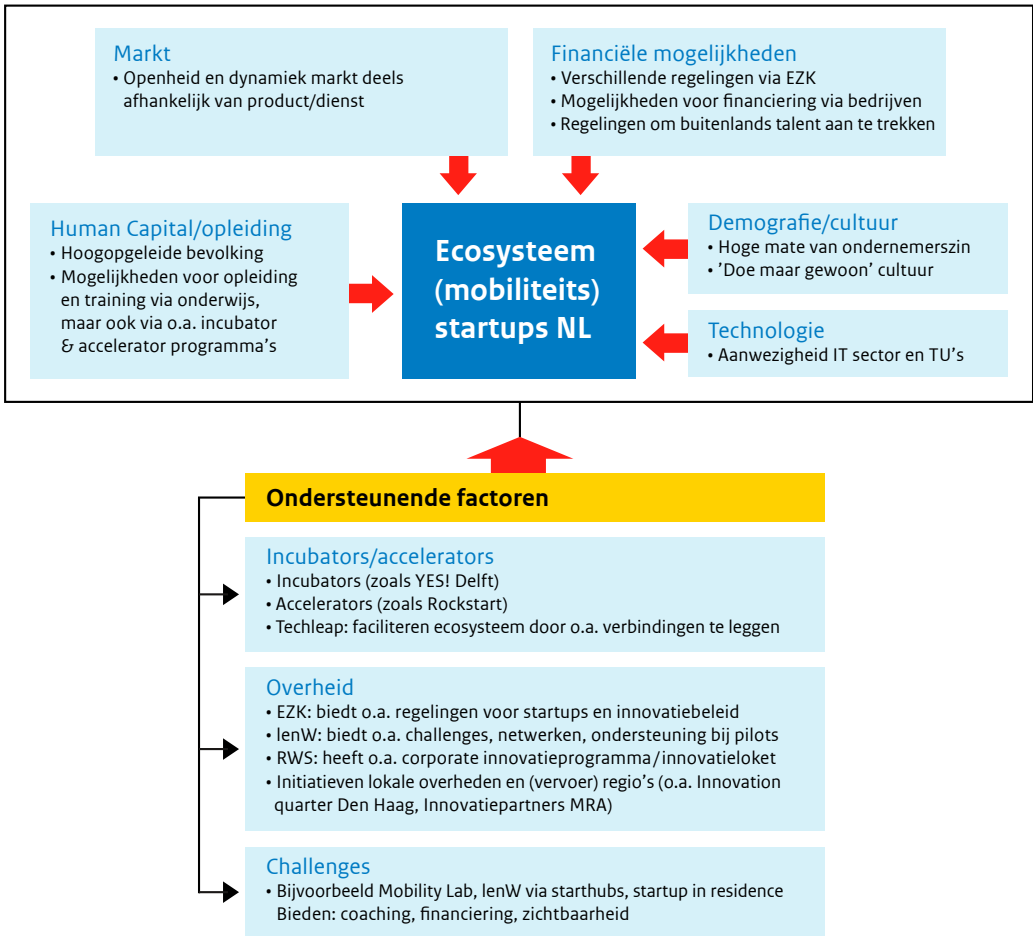 Markt
• Openheid en dynamiek markt deels
afhankelijk van product/dienst
Financiële mogelijkheden
• Verschillende regelingen via EZK
• Mogelijkheden voor financiering via bedrijven
• Regelingen om buitenlands talent aan te trekken
Human Capital/opleiding
• Hoogopgeleide bevolking
• Mogelijkheden voor opleiding
en training via onderwijs,
maar ook via o.a. incubator
& accelerator programma's
Ecosysteem
(mobiliteits)
startups NL
Demografie/cultuur
• Hoge mate van ondernemerszin
• 'Doe maar gewoon' cultuur
Technologie
• Aanwezigheid IT sector en TU's
Ondersteunende factoren
Incubators/accelerators
• Incubators (zoals YES! Delft)
• Accelerators (zoals Rockstart)
• Techleap: faciliteren ecosysteem door o.a. verbindingen te leggen
Overheid
• EZK: biedt o.a. regelingen voor startups en innovatiebeleid
• IenW: biedt o.a. challenges, netwerken, ondersteuning bij pilots
• RWS: heeft o.a. corporate innovatieprogramma/innovatieloket
• Initiatieven lokale overheden en (vervoer) regio's (o.a. Innovation
quarter Den Haag, Innovatiepartners MRA)
Challenges
• Bijvoorbeeld Mobility Lab, IenW via starthubs, startup in residence
Bieden: coaching, financiering, zichtbaarheid